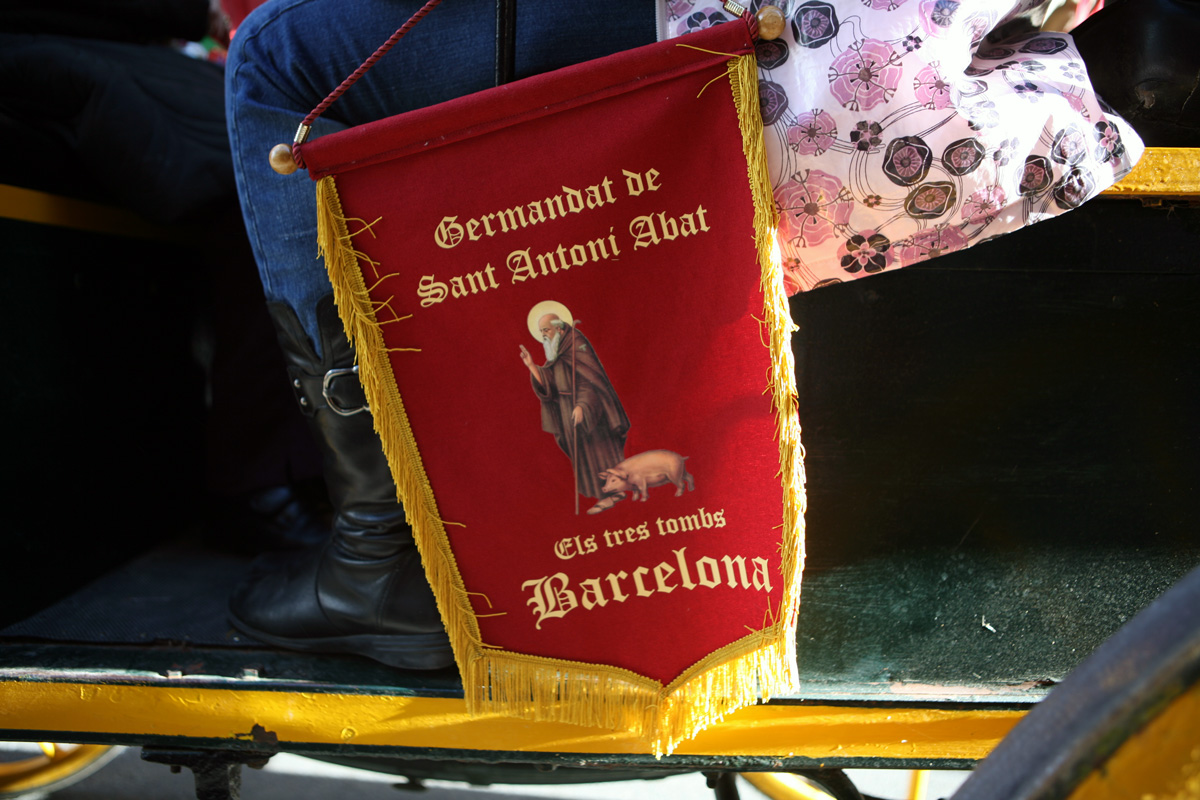 Germandat de
Sant Antoni Abat
Els tres tombs
Barcelona